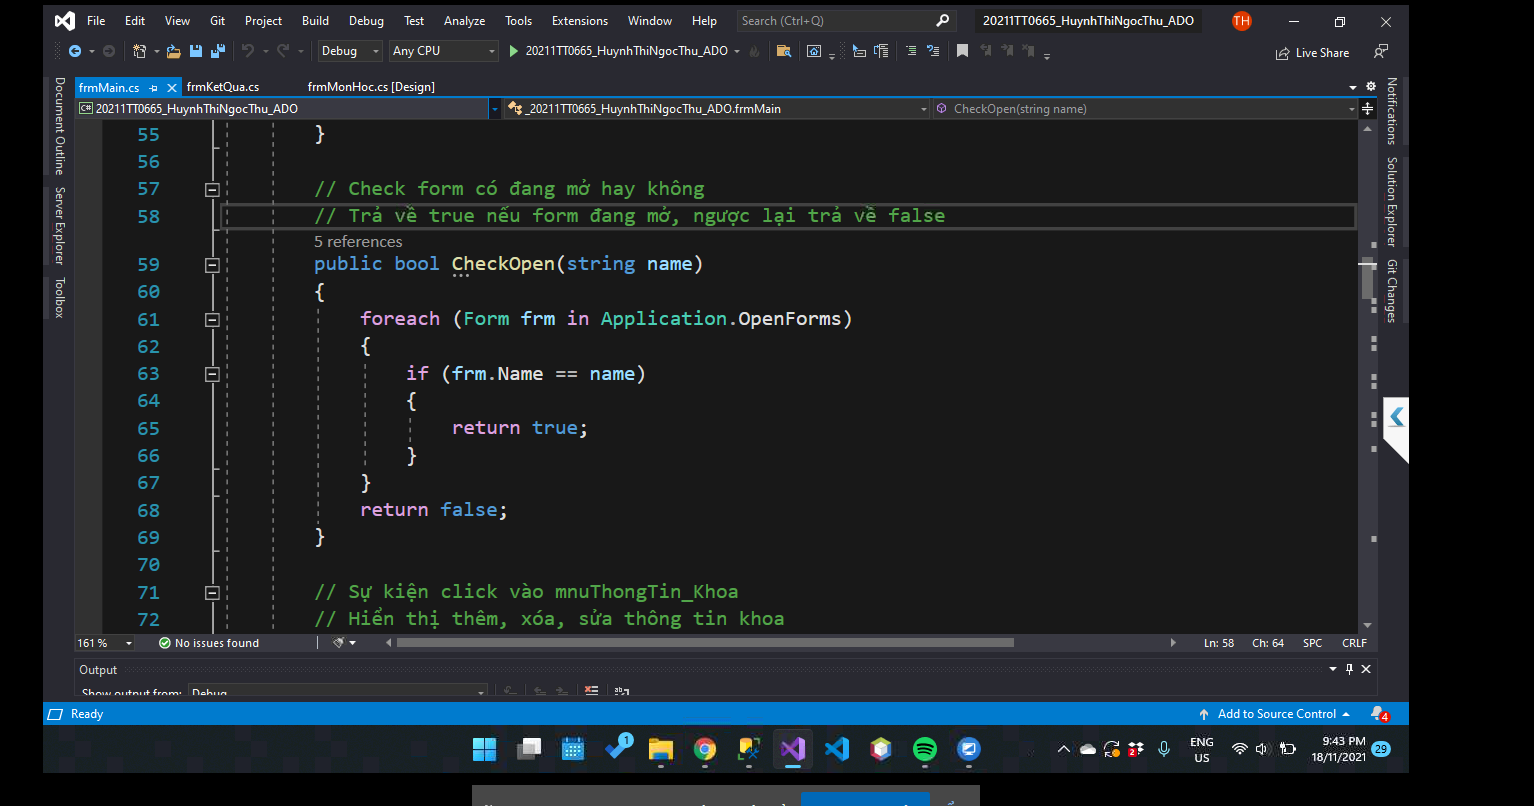 File Edit View Git Project Build Debug Test Analyze Tools Extensions Window Help Search (Ctrl+Q) 20211TT0665_HuynhThiNgocThu_ADO TH
Debug Any CPU 20211TT0665_HuynhThiNgocThu_ADO Live Share
frmMain.cs frmKetQua.cs frmMonHoc.cs [Design]
C# 20211TT0665_HuynhThiNgocThu_ADO _20211TT0665_HuynhThiNgocThu_ADO.frmMain CheckOpen(string name)
Document Outline
Server Explorer
Toolbox
55 }
56
57 // Check form có đang mở hay không
58 // Trả về true nếu form đang mở, ngược lại trả về false
5 references
59 public bool CheckOpen(string name)
60 {
61 foreach (Form frm in Application.OpenForms)
62 {
63 if (frm.Name == name)
64 {
65 return true;
66 }
67 }
68 return false;
69 }
70
71 // Sự kiện click vào mnuThongTin_Khoa
72 // Hiển thị thêm, xóa, sửa thông tin khoa
Notifications
Solution Explorer
Git Changes
161 % No issues found Ln: 58 Ch: 64 SPC CRLF
Output
Show output from: Debug
Ready Add to Source Control 4
1 2 ENG 9:43 PM 29
US 18/11/2021